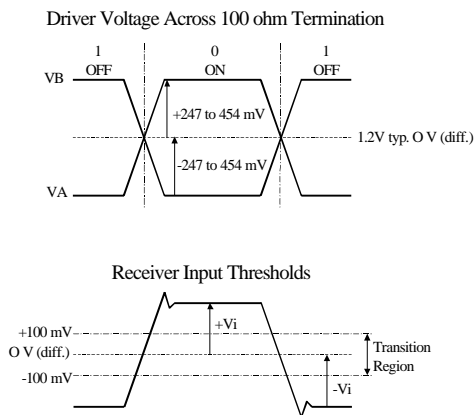 Driver Voltage Across 100 ohm Termination
1 0 1
OFF ON OFF
VB
+247 to 454 mV
1.2V typ. O V (diff.)
-247 to 454 mV
VA
Receiver Input Thresholds
+Vi
+100 mV
O V (diff.)
Transition
Region
-100 mV
-Vi